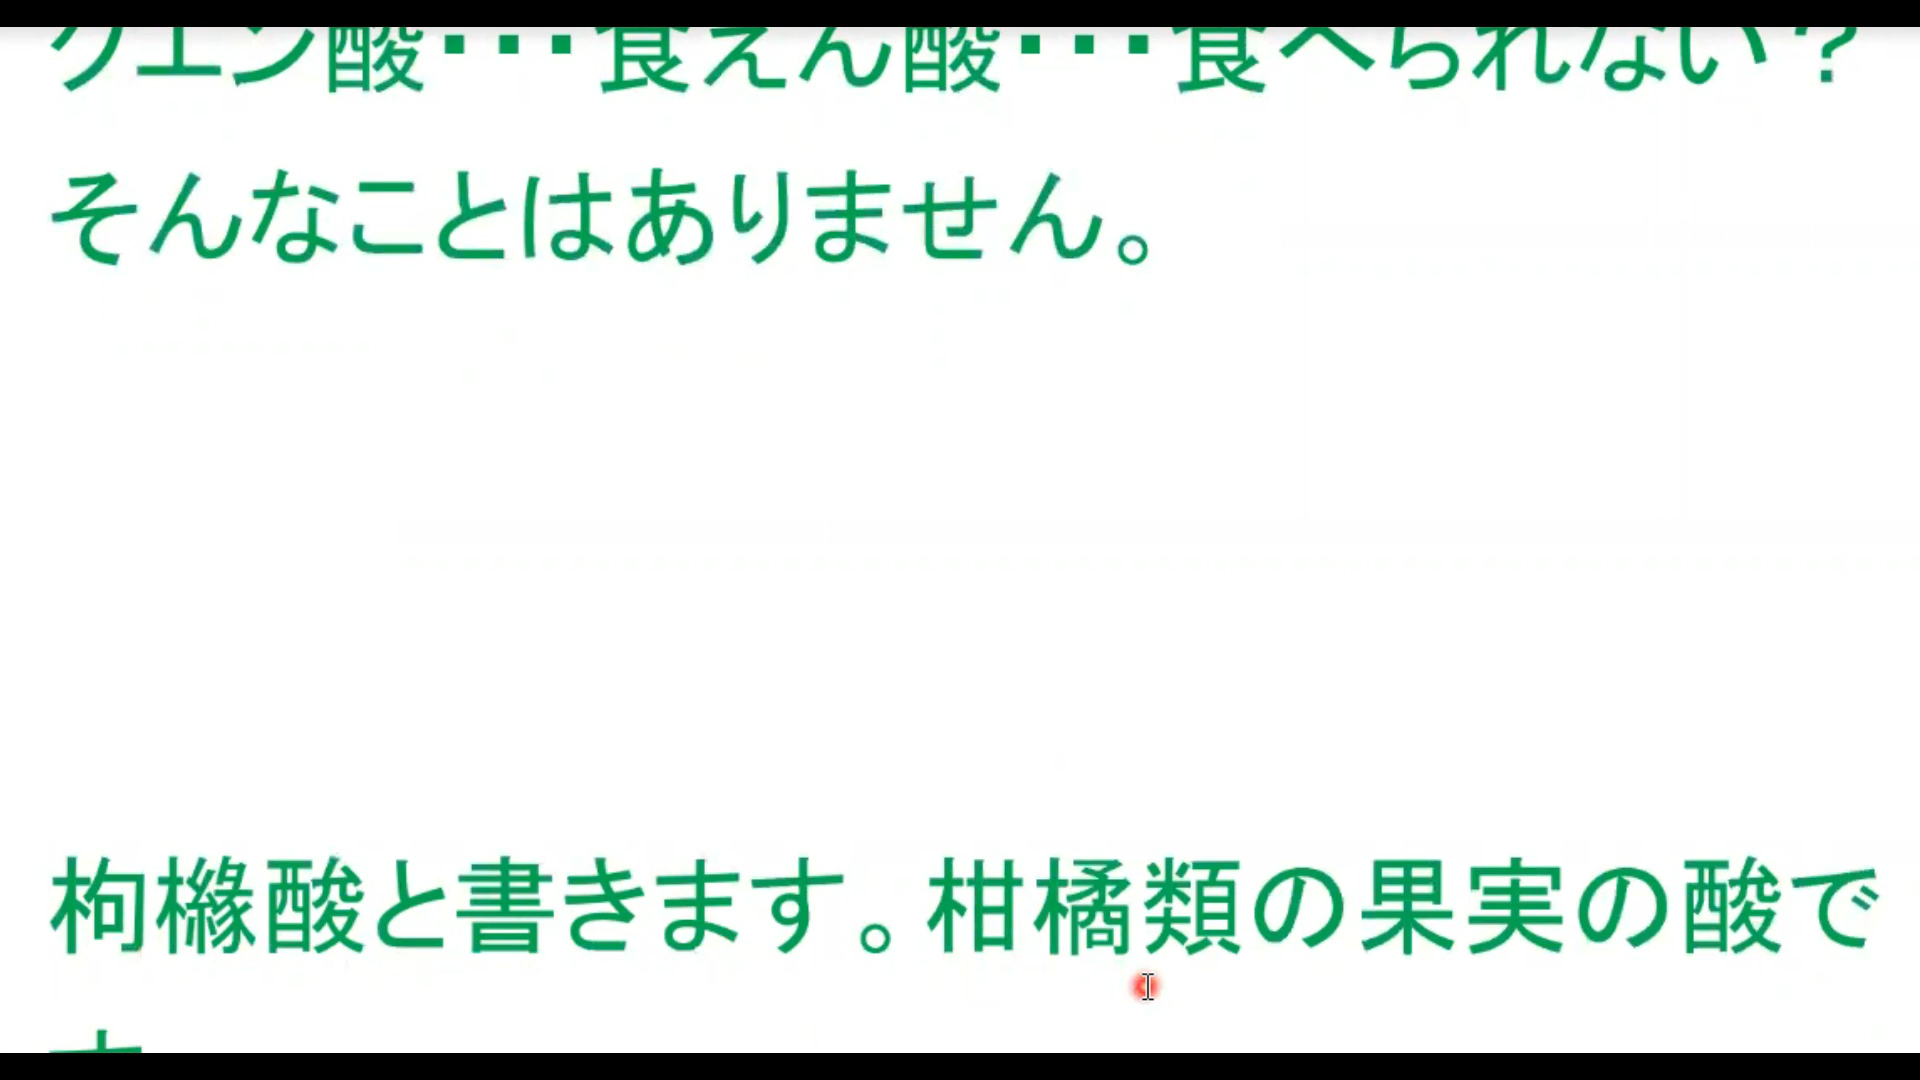 クエン酸･･･食えん酸･･･食べられない？
そんなことはありません。
枸櫞酸と書きます。柑橘類の果実の酸で
す